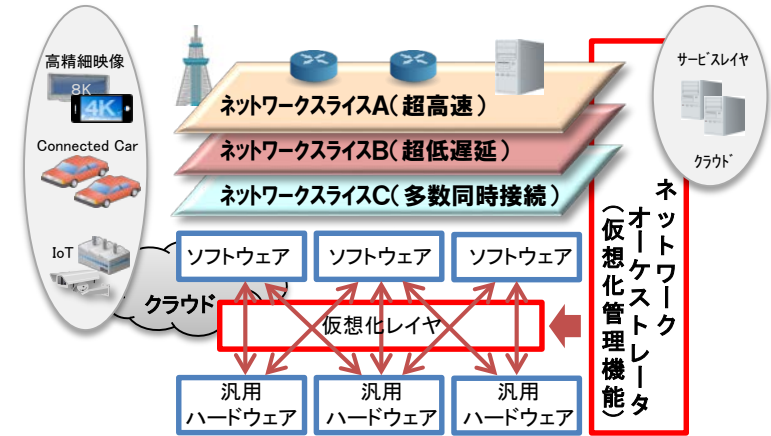 高精細映像
8K
4K
Connected Car
IoT
クラウド
ネットワークスライスA(超高速)
ネットワークスライスB(超低遅延)
ネットワークスライスC(多数同時接続)
サービスレイヤ
クラウド
ネットワーク
オーケストレータ
(仮想化管理機能)
ソフトウェア
ソフトウェア
ソフトウェア
仮想化レイヤ
汎用
ハードウェア
汎用
ハードウェア
汎用
ハードウェア